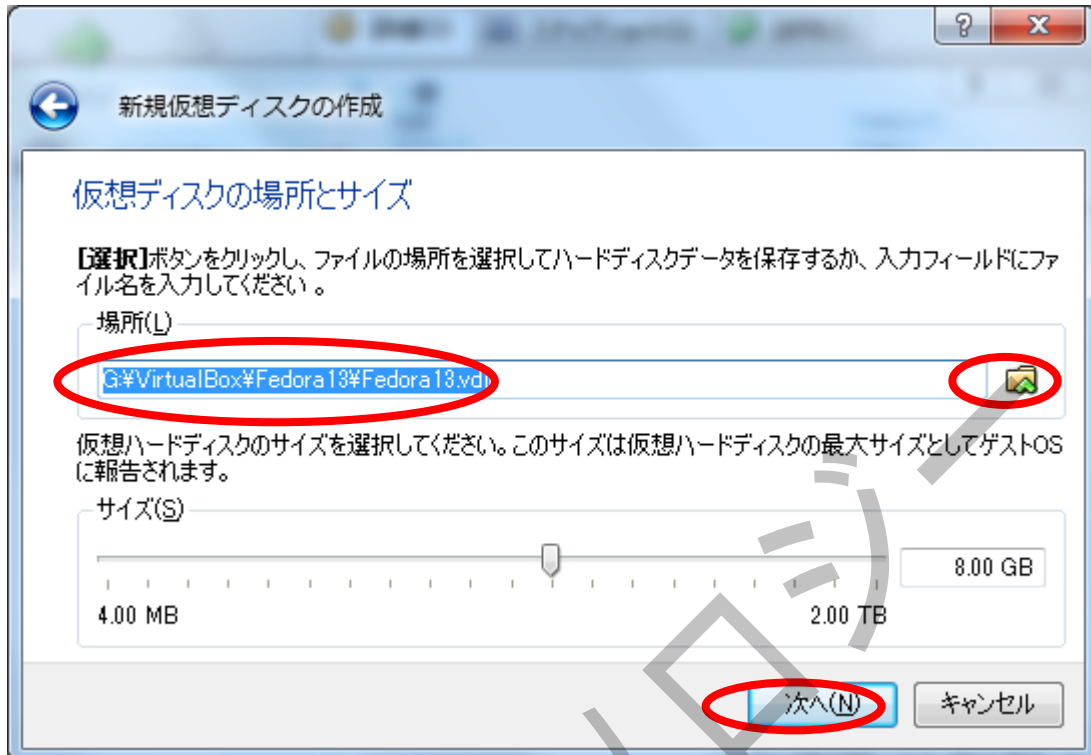 新規仮想ディスクの作成
仮想ディスクの場所とサイズ
[選択]ボタンをクリックし、ファイルの場所を選択してハードディスクデータを保存するか、入力フィールドにファ
イル名を入力してください 。
場所(L)
G:¥VirtualBox¥Fedora13¥Fedora13.vdi
仮想ハードディスクのサイズを選択してください。このサイズは仮想ハードディスクの最大サイズとしてゲストOS
に報告されます。
サイズ(S)
8.00 GB
4.00 MB 2.00 TB
次へ(N) キャンセル
ロジー